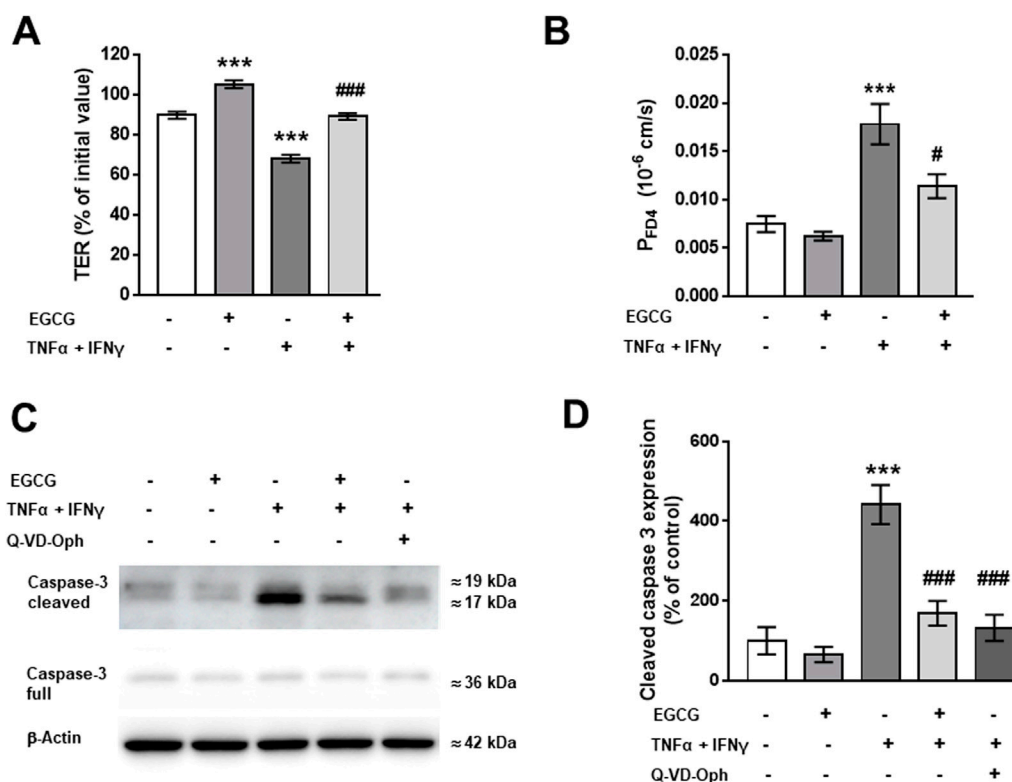 A
TER (% of initial value)
120
100
80
60
40
20
0
***
***
###
EGCG - + - +
TNFα + IFNγ - - + +
B
P_FD4 (10^-6 cm/s)
0.025
0.020
0.015
0.010
0.005
0.000
***
#
EGCG - + - +
TNFα + IFNγ - - + +
C
EGCG - + - + -
TNFα + IFNγ - - + + +
Q-VD-Oph - - - - +
Caspase-3
cleaved
≈ 19 kDa
≈ 17 kDa
Caspase-3
full
≈ 36 kDa
β-Actin
≈ 42 kDa
D
Cleaved caspase 3 expression
(% of control)
600
400
200
0
***
###
###
EGCG - + - + -
TNFα + IFNγ - - + + +
Q-VD-Oph - - - - +